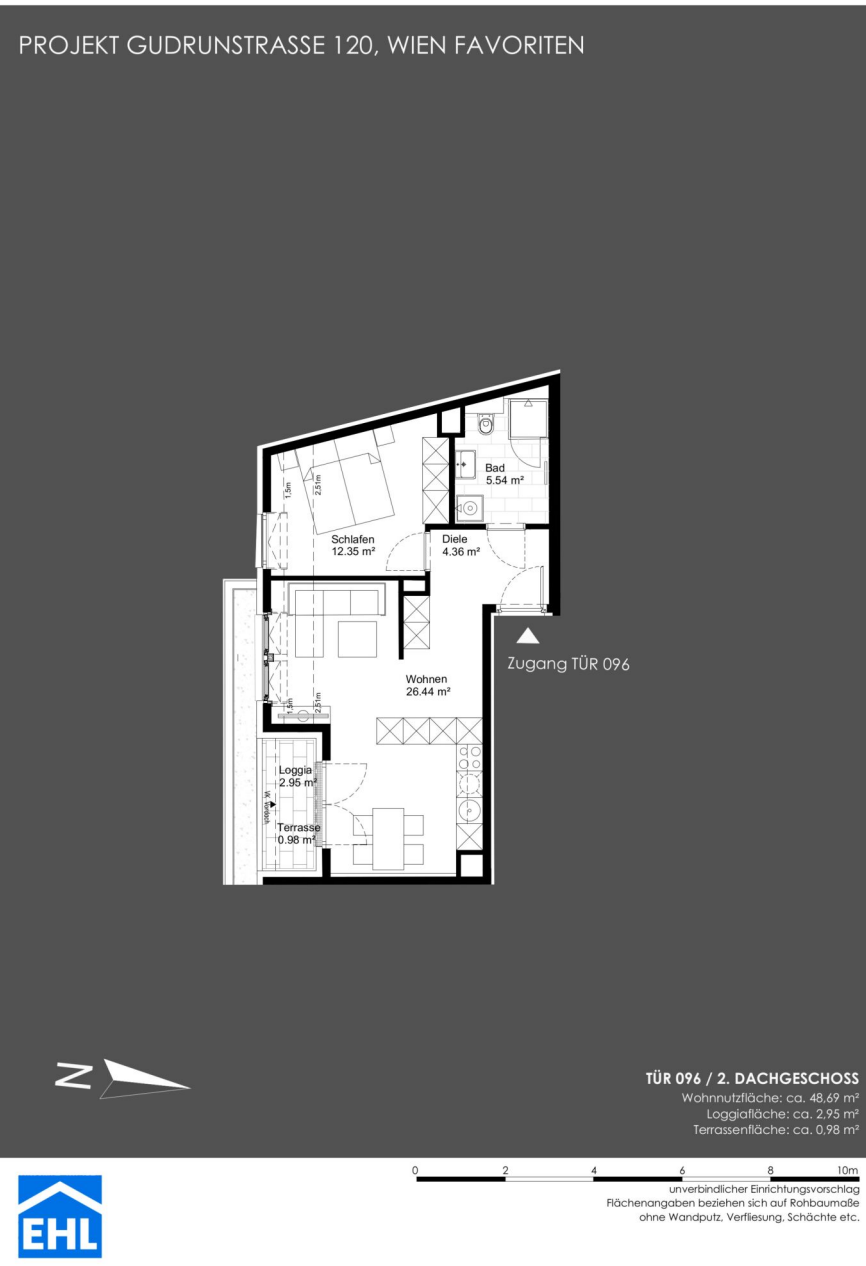 PROJEKT GUDRUNSTRASSE 120, WIEN FAVORITEN
Bad
5.54 m²
1,5m
2,51m
Schlafen
12.35 m²
Diele
4.36 m²
Zugang TÜR 096
Wohnen
26.44 m²
1,5m
2,51m
Loggia
2.95 m²
VK Vordach
Terrasse
0.98 m²
N
TÜR 096 / 2. DACHGESCHOSS
Wohnnutzfläche: ca. 48,69 m²
Loggiafläche: ca. 2,95 m²
Terrassenfläche: ca. 0,98 m²
0 2 4 6 8 10m
unverbindlicher Einrichtungsvorschlag
Flächenangaben beziehen sich auf Rohbaumaße
ohne Wandputz, Verfliesung, Schächte etc.
EHL